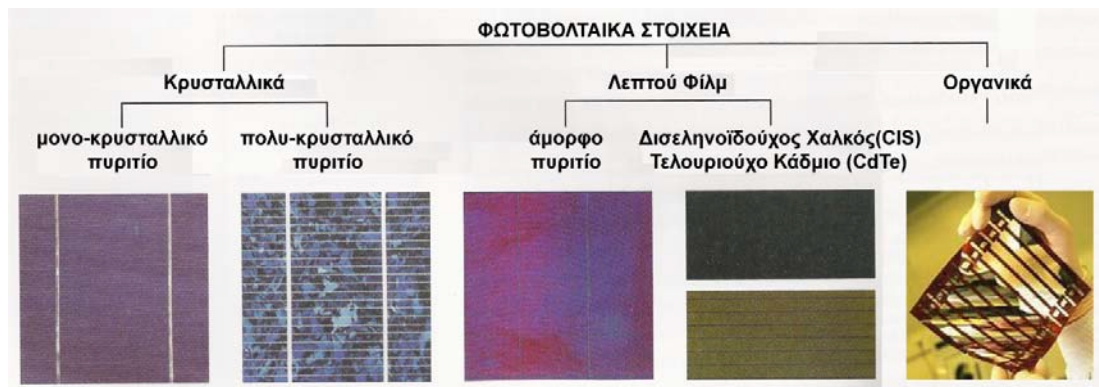 ΦΩΤΟΒΟΛΤΑΙΚΑ ΣΤΟΙΧΕΙΑ
Κρυσταλλικά
Λεπτού Φίλμ
Οργανικά
μονο-κρυσταλλικό
πυριτίο
πολυ-κρυσταλλικό
πυριτίο
άμορφο
πυριτίο
Δισεληνοϊδούχος Χαλκός(CIS)
Τελουριούχο Κάδμιο (CdTe)